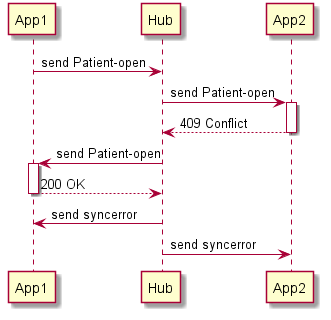 App1 Hub App2
send Patient-open
send Patient-open
409 Conflict
send Patient-open
200 OK
send syncerror
send syncerror
App1 Hub App2